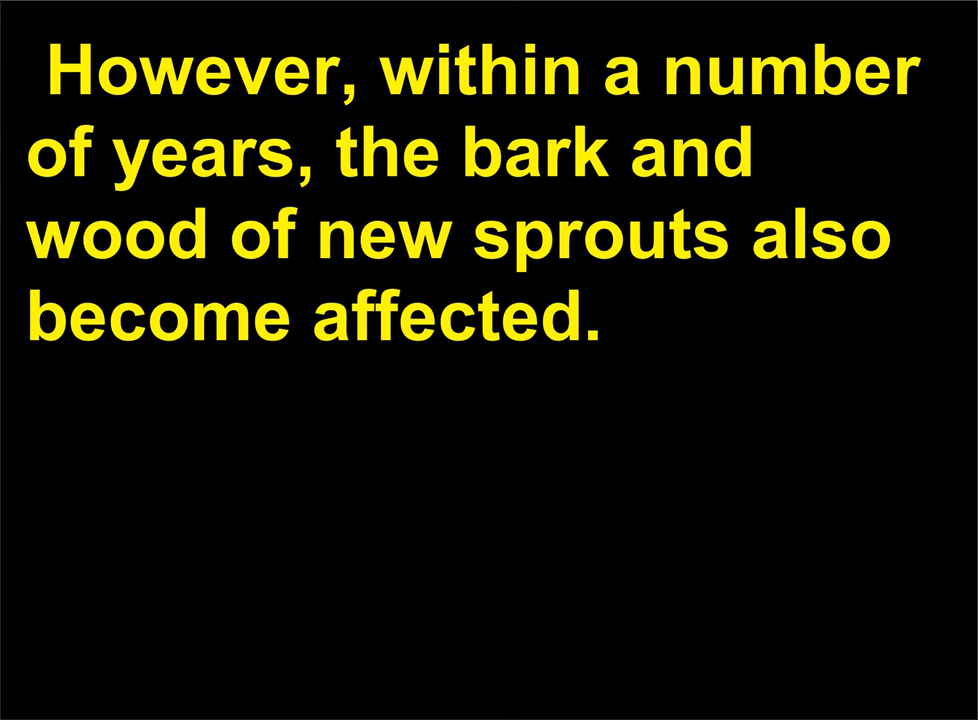 However, within a number
of years, the bark and
wood of new sprouts also
become affected.